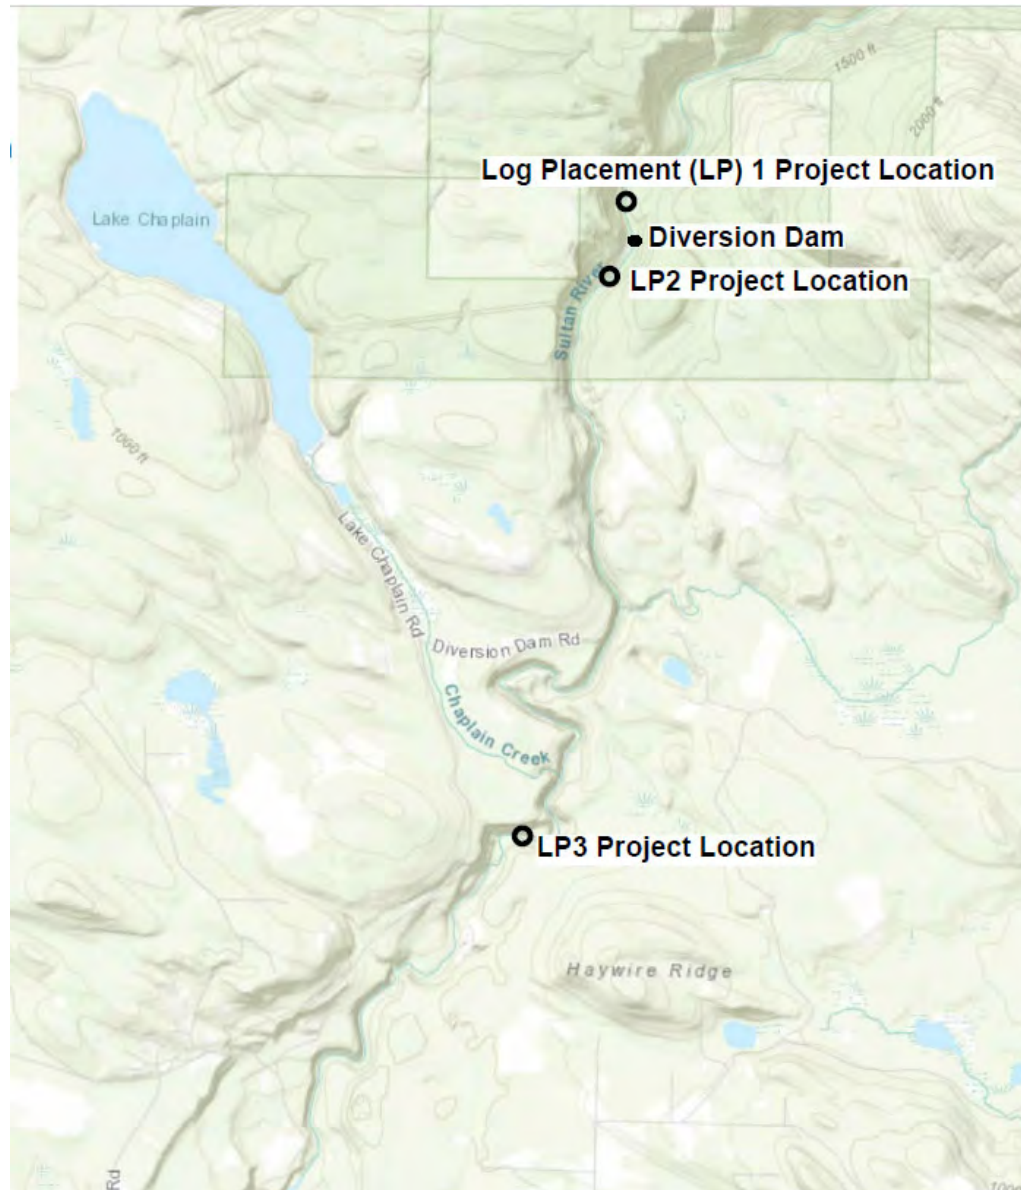 1500 ft
2000 ft
Log Placement (LP) 1 Project Location
Lake Chaplain
Diversion Dam
LP2 Project Location
Sultan River
1000 ft
Lake Chaplain Rd
Diversion Dam Rd
Chaplain Creek
LP3 Project Location
Haywire Ridge
Rd